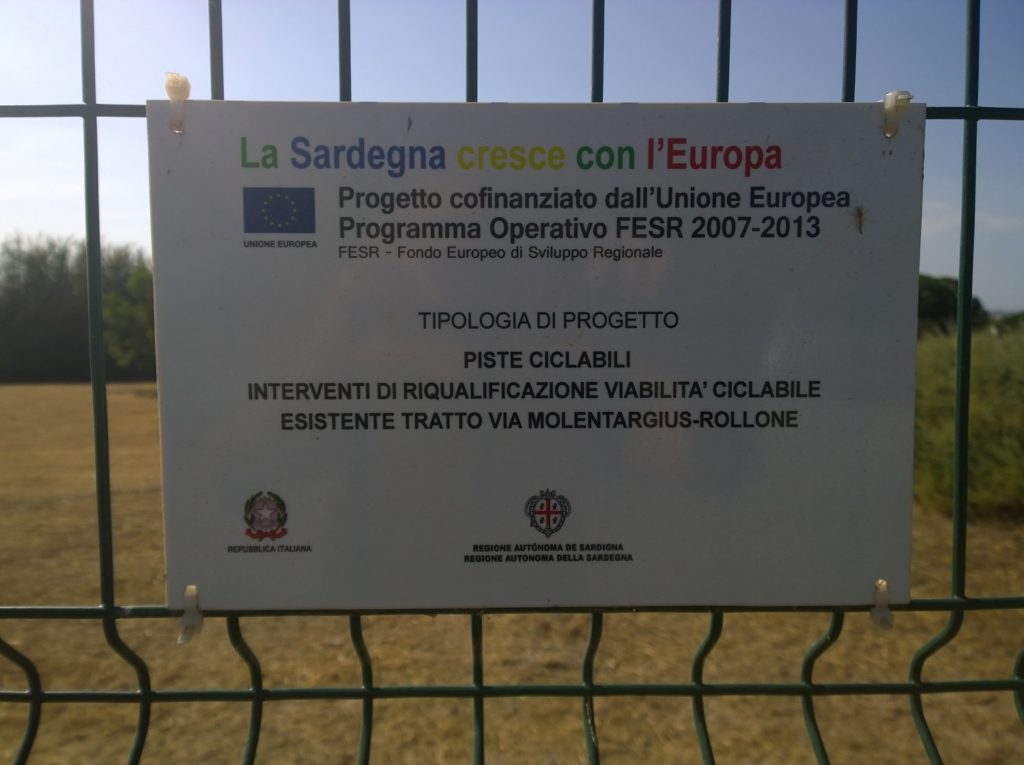 La Sardegna cresce con l'Europa
Progetto cofinanziato dall'Unione Europea
Programma Operativo FESR 2007-2013
UNIONE EUROPEA
FESR - Fondo Europeo di Sviluppo Regionale
TIPOLOGIA DI PROGETTO
PISTE CICLABILI
INTERVENTI DI RIQUALIFICAZIONE VIABILITA' CICLABILE
ESISTENTE TRATTO VIA MOLENTARGIUS-ROLLONE
REPUBBLICA ITALIANA
REGIONE AUTÒNOMA DE SARDIGNA
REGIONE AUTONOMA DELLA SARDEGNA